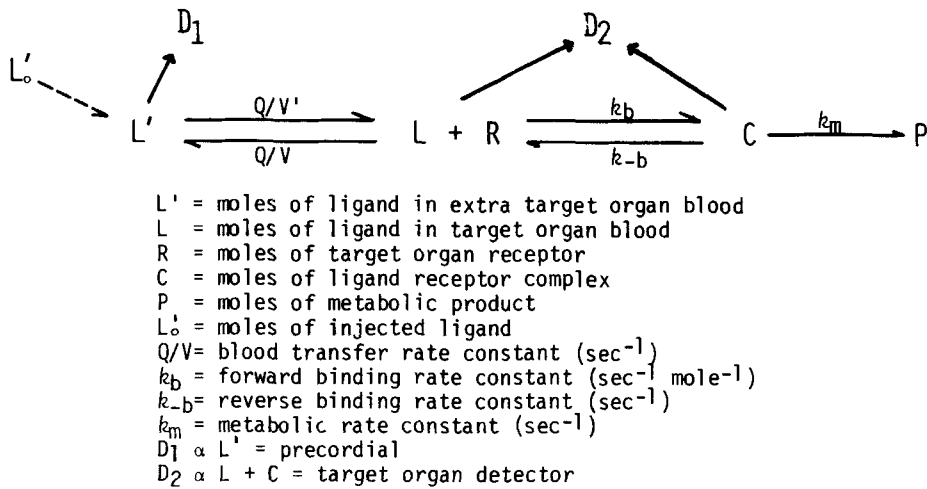 D1 D2
L'o
Q/V' kb
L' L + R C km P
Q/V k-b
L' = moles of ligand in extra target organ blood
L = moles of ligand in target organ blood
R = moles of target organ receptor
C = moles of ligand receptor complex
P = moles of metabolic product
L'o = moles of injected ligand
Q/V= blood transfer rate constant (sec-1)
kb = forward binding rate constant (sec-1 mole-1)
k-b= reverse binding rate constant (sec-1)
km = metabolic rate constant (sec-1)
D1 α L' = precordial
D2 α L + C = target organ detector